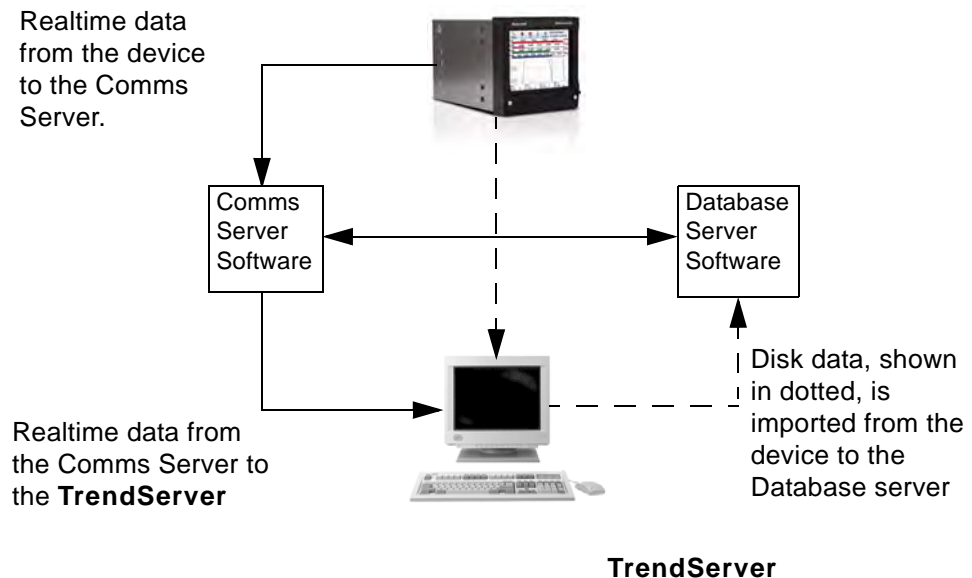 Realtime data
from the device
to the Comms
Server.
Comms
Server
Software
Database
Server
Software
Disk data, shown
in dotted, is
imported from the
device to the
Database server
Realtime data from
the Comms Server to
the TrendServer
TrendServer